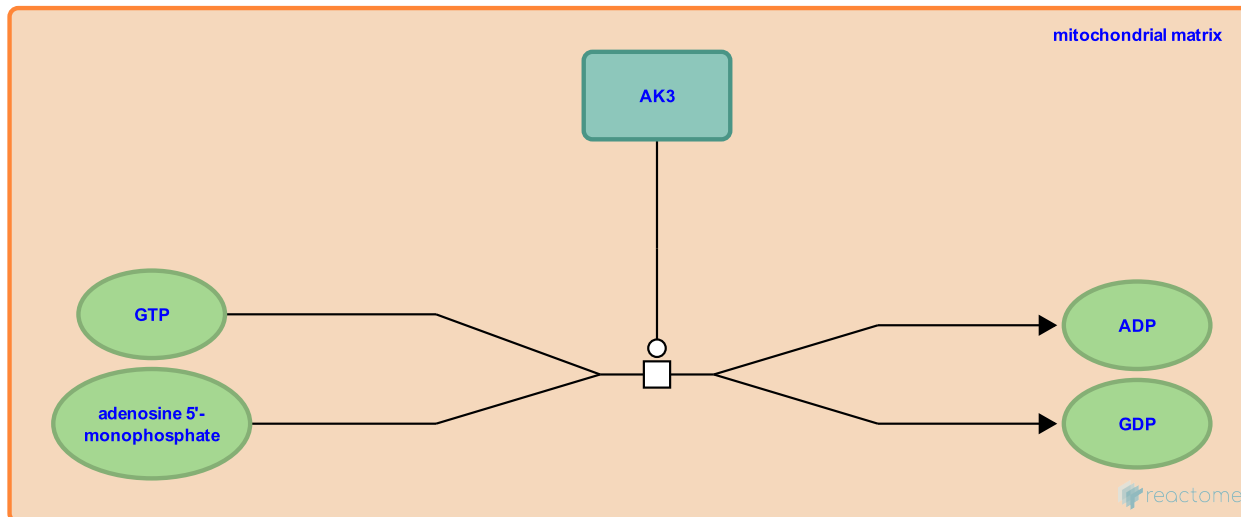 mitochondrial matrix
AK3
GTP
ADP
adenosine 5'-
monophosphate
GDP
reactome